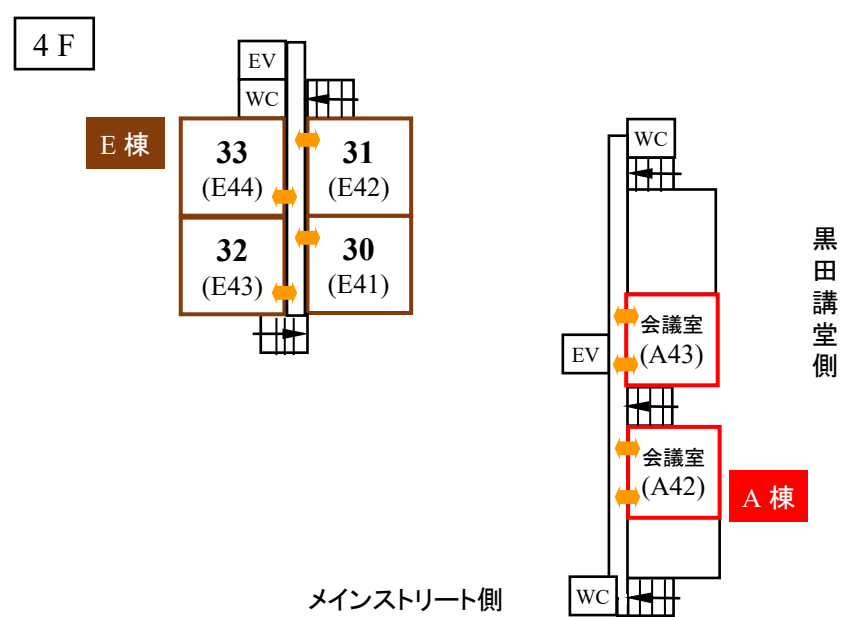 4 F
EV
WC
E 棟
33
(E44)
31
(E42)
32
(E43)
30
(E41)
WC
黒田講堂側
会議室
(A43)
EV
会議室
(A42)
A 棟
メインストリート側
WC